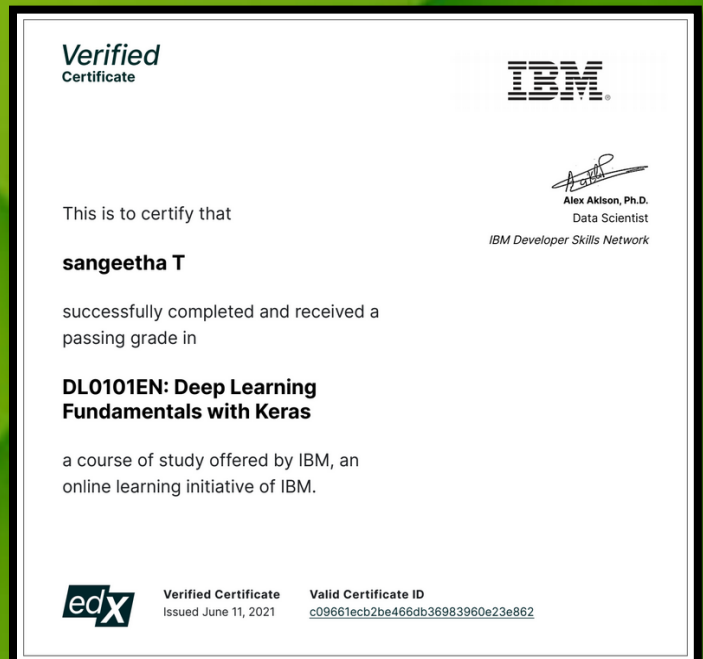 Verified
Certificate
IBM®
Alex Aklson, Ph.D.
Data Scientist
IBM Developer Skills Network
This is to certify that
sangeetha T
successfully completed and received a
passing grade in
DL0101EN: Deep Learning
Fundamentals with Keras
a course of study offered by IBM, an
online learning initiative of IBM.
edX
Verified Certificate
Issued June 11, 2021
Valid Certificate ID
c09661ecb2be466db36983960e23e862